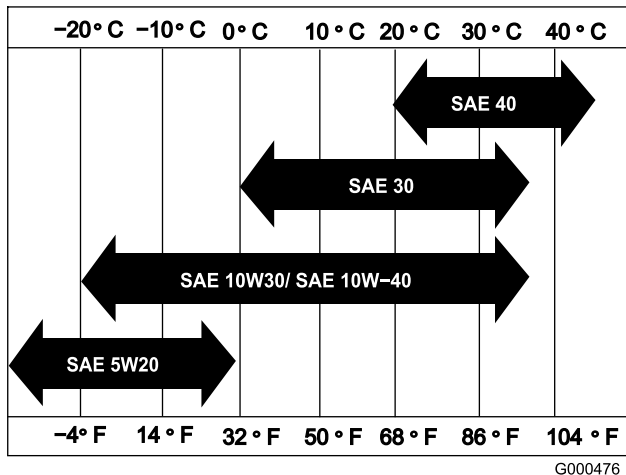 −20° C −10° C 0° C 10° C 20° C 30° C 40° C
SAE 40
SAE 30
SAE 10W30/ SAE 10W−40
SAE 5W20
−4° F 14° F 32° F 50° F 68° F 86° F 104° F
G000476